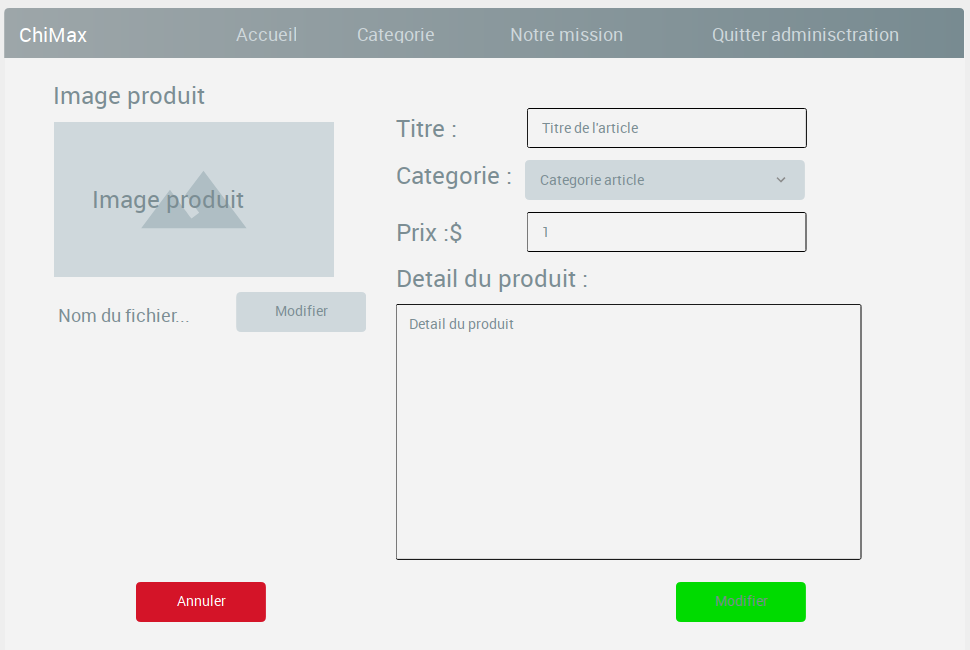 ChiMax Accueil Categorie Notre mission Quitter adminisctration
Image produit
Image produit
Nom du fichier... Modifier
Titre : Titre de l'article
Categorie : Categorie article
Prix :$ 1
Detail du produit :
Detail du produit
Annuler Modifier